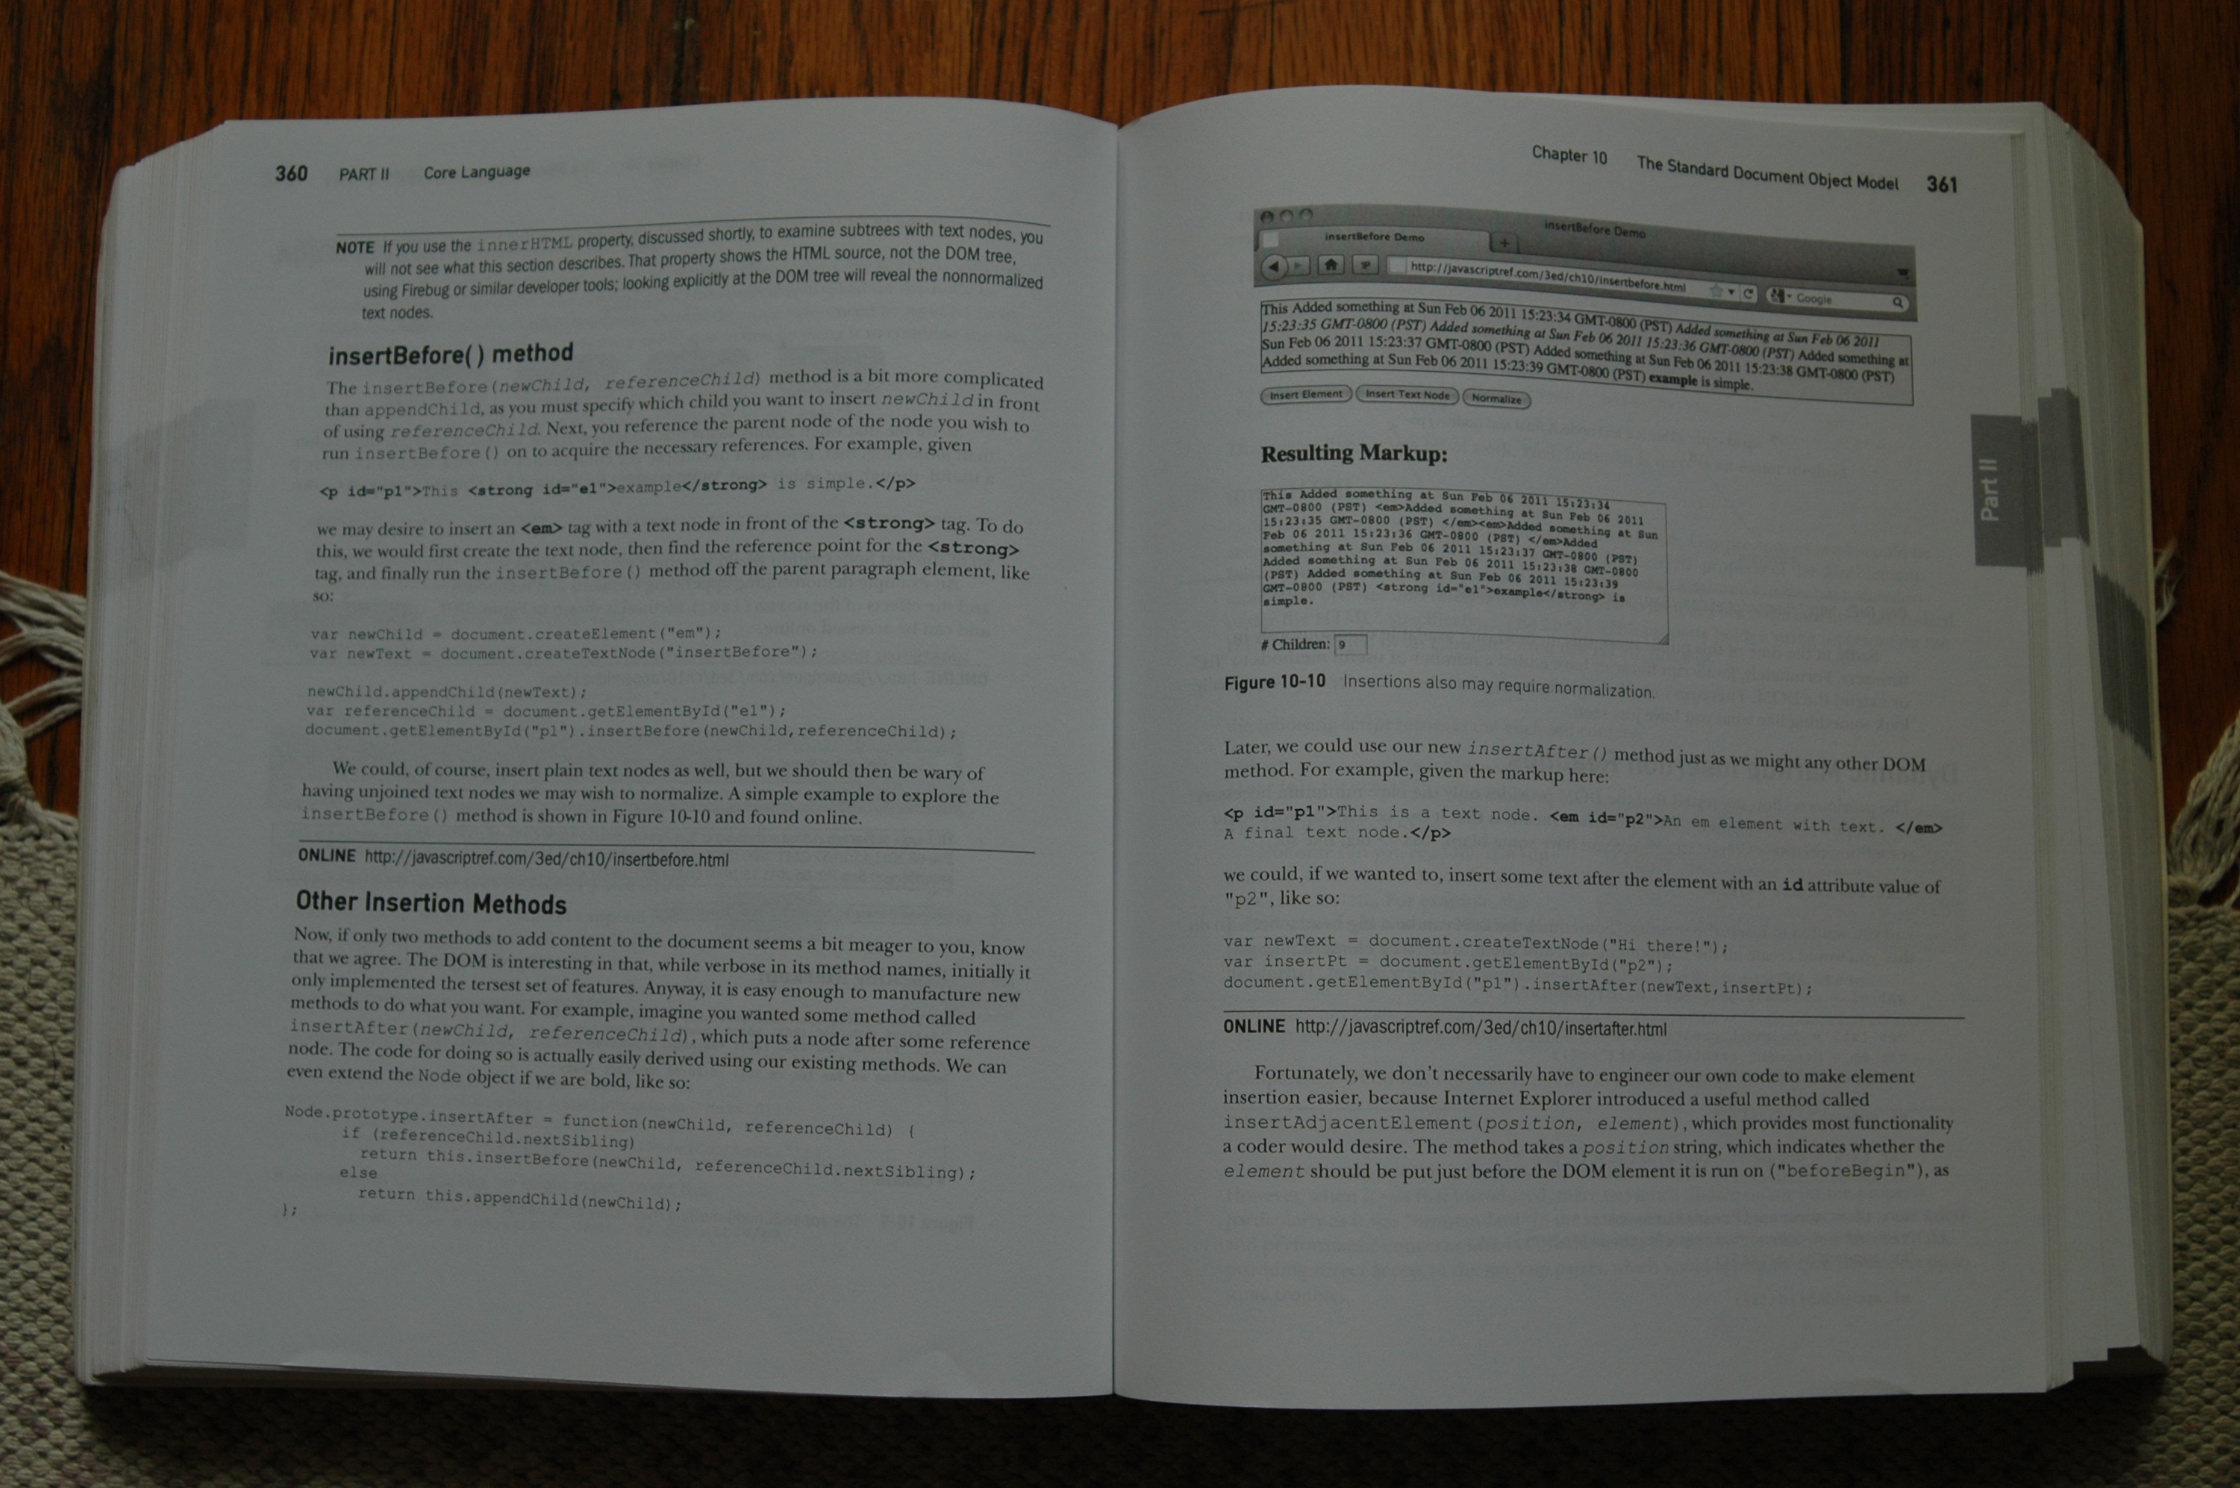 360 PART II Core Language
NOTE If you use the innerHTML property, discussed shortly, to examine subtrees with text nodes, you
will not see what this section describes. That property shows the HTML source, not the DOM tree,
using Firebug or similar developer tools; looking explicitly at the DOM tree will reveal the nonnormalized
text nodes.
insertBefore( ) method
The insertBefore(newChild, referenceChild) method is a bit more complicated
than appendChild, as you must specify which child you want to insert newChild in front
of using referenceChild. Next, you reference the parent node of the node you wish to
run insertBefore() on to acquire the necessary references. For example, given
<p id="p1">This <strong id="e1">example</strong> is simple.</p>
we may desire to insert an <em> tag with a text node in front of the <strong> tag. To do
this, we would first create the text node, then find the reference point for the <strong>
tag, and finally run the insertBefore() method off the parent paragraph element, like
so:
var newChild = document.createElement("em");
var newText = document.createTextNode("insertBefore");
newChild.appendChild(newText);
var referenceChild = document.getElementById("e1");
document.getElementById("p1").insertBefore(newChild,referenceChild);
We could, of course, insert plain text nodes as well, but we should then be wary of
having unjoined text nodes we may wish to normalize. A simple example to explore the
insertBefore() method is shown in Figure 10-10 and found online.
ONLINE http://javascriptref.com/3ed/ch10/insertbefore.html
Other Insertion Methods
Now, if only two methods to add content to the document seems a bit meager to you, know
that we agree. The DOM is interesting in that, while verbose in its method names, initially it
only implemented the tersest set of features. Anyway, it is easy enough to manufacture new
methods to do what you want. For example, imagine you wanted some method called
insertAfter(newChild, referenceChild), which puts a node after some reference
node. The code for doing so is actually easily derived using our existing methods. We can
even extend the Node object if we are bold, like so:
Node.prototype.insertAfter = function(newChild, referenceChild) {
if (referenceChild.nextSibling)
return this.insertBefore(newChild, referenceChild.nextSibling);
else
return this.appendChild(newChild);
};
Chapter 10 The Standard Document Object Model 361
Part II
insertBefore Demo
insertBefore Demo +
http://javascriptref.com/3ed/ch10/insertbefore.html Google
This Added something at Sun Feb 06 2011 15:23:34 GMT-0800 (PST) Added something at Sun Feb 06 2011
15:23:35 GMT-0800 (PST) Added something at Sun Feb 06 2011 15:23:36 GMT-0800 (PST) Added something at
Sun Feb 06 2011 15:23:37 GMT-0800 (PST) Added something at Sun Feb 06 2011 15:23:38 GMT-0800 (PST)
Added something at Sun Feb 06 2011 15:23:39 GMT-0800 (PST) example is simple.
Insert Element Insert Text Node Normalize
Resulting Markup:
This Added something at Sun Feb 06 2011 15:23:34
GMT-0800 (PST) <em>Added something at Sun Feb 06 2011
15:23:35 GMT-0800 (PST) </em><em>Added something at Sun
Feb 06 2011 15:23:36 GMT-0800 (PST) </em>Added
something at Sun Feb 06 2011 15:23:37 GMT-0800 (PST)
Added something at Sun Feb 06 2011 15:23:38 GMT-0800
(PST) Added something at Sun Feb 06 2011 15:23:39
GMT-0800 (PST) <strong id="e1">example</strong> is
simple.
# Children: 9
Figure 10-10 Insertions also may require normalization.
Later, we could use our new insertAfter() method just as we might any other DOM
method. For example, given the markup here:
<p id="p1">This is a text node. <em id="p2">An em element with text. </em>
A final text node.</p>
we could, if we wanted to, insert some text after the element with an id attribute value of
"p2", like so:
var newText = document.createTextNode("Hi there!");
var insertPt = document.getElementById("p2");
document.getElementById("p1").insertAfter(newText,insertPt);
ONLINE http://javascriptref.com/3ed/ch10/insertafter.html
Fortunately, we don't necessarily have to enginer our own code to make element
insertion easier, because Internet Explorer introduced a useful method called
insertAdjacentElement(position, element), which provides most functionality
a coder would desire. The method takes a position string, which indicates whether the
element should be put just before the DOM element it is run on ("beforeBegin"), as